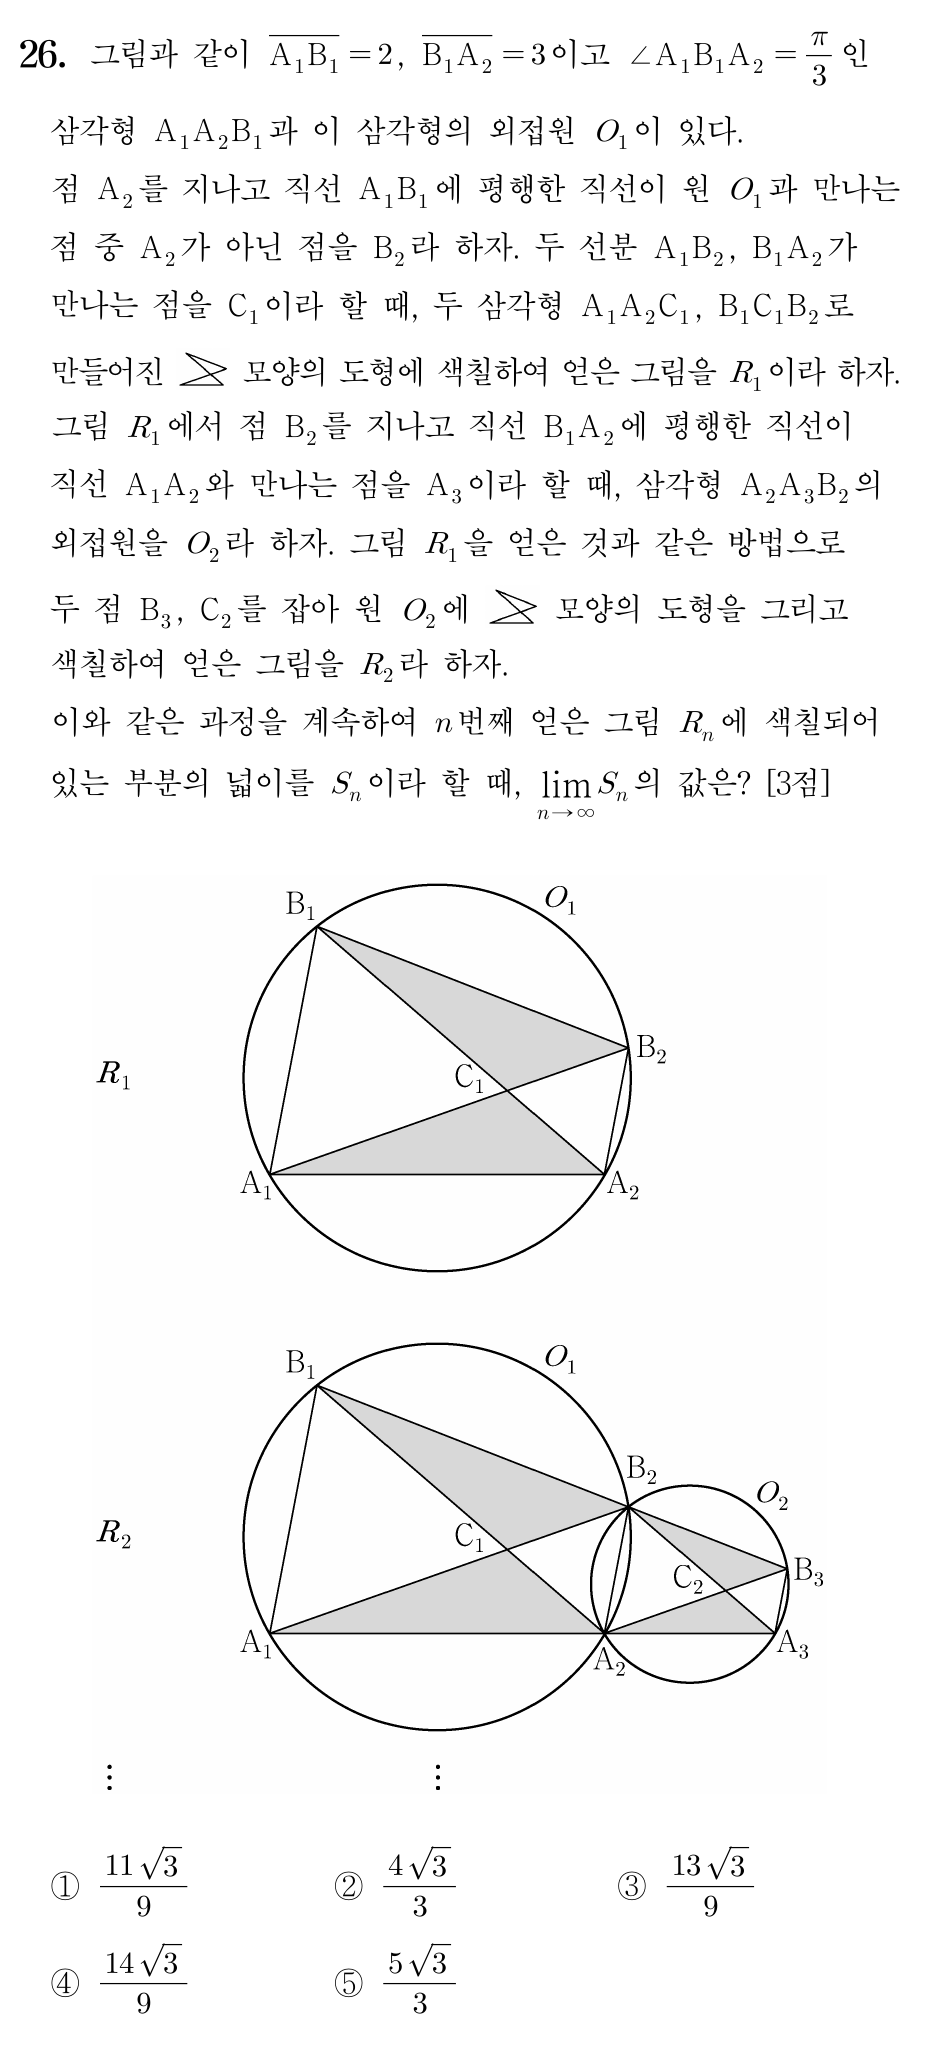 26. 그림과 같이 $\overline{A_1B_1}=2$, $\overline{B_1A_2}=3$이고 $\angle A_1B_1A_2=\frac{\pi}{3}$인
삼각형 $A_1A_2B_1$과 이 삼각형의 외접원 $O_1$이 있다.
점 $A_2$를 지나고 직선 $A_1B_1$에 평행한 직선이 원 $O_1$과 만나는
점 중 $A_2$가 아닌 점을 $B_2$라 하자. 두 선분 $A_1B_2$, $B_1A_2$가
만나는 점을 $C_1$이라 할 때, 두 삼각형 $A_1A_2C_1$, $B_1C_1B_2$로
만들어진 모양의 도형에 색칠하여 얻은 그림을 $R_1$이라 하자.
그림 $R_1$에서 점 $B_2$를 지나고 직선 $B_1A_2$에 평행한 직선이
직선 $A_1A_2$와 만나는 점을 $A_3$이라 할 때, 삼각형 $A_2A_3B_2$의
외접원을 $O_2$라 하자. 그림 $R_1$을 얻은 것과 같은 방법으로
두 점 $B_3$, $C_2$를 잡아 원 $O_2$에 모양의 도형을 그리고
색칠하여 얻은 그림을 $R_2$라 하자.
이와 같은 과정을 계속하여 $n$번째 얻은 그림 $R_n$에 색칠되어
있는 부분의 넓이를 $S_n$이라 할 때, $\lim_{n\to\infty}S_n$의 값은? [3점]
$B_1$ $O_1$
$B_2$
$R_1$ $C_1$
$A_1$ $A_2$
$B_1$ $O_1$
$B_2$ $O_2$
$R_2$ $C_1$ $C_2$ $B_3$
$A_1$ $A_2$ $A_3$
⋮ ⋮
① $\frac{11\sqrt{3}}{9}$ ② $\frac{4\sqrt{3}}{3}$ ③ $\frac{13\sqrt{3}}{9}$
④ $\frac{14\sqrt{3}}{9}$ ⑤ $\frac{5\sqrt{3}}{3}$